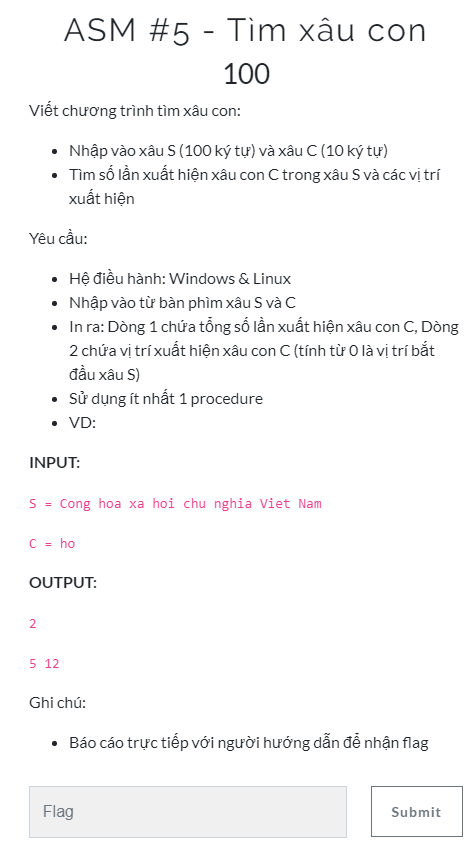 ASM #5 - Tìm xâu con
100
Viết chương trình tìm xâu con:
• Nhập vào xâu S (100 ký tự) và xâu C (10 ký tự)
• Tìm số lần xuất hiện xâu con C trong xâu S và các vị trí
xuất hiện
Yêu cầu:
• Hệ điều hành: Windows & Linux
• Nhập vào từ bàn phìm xâu S và C
• In ra: Dòng 1 chứa tổng số lần xuất hiện xâu con C, Dòng
2 chứa vị trí xuất hiện xâu con C (tính từ 0 là vị trí bắt
đầu xâu S)
• Sử dụng ít nhất 1 procedure
• VD:
INPUT:
S = Cong hoa xa hoi chu nghia Viet Nam
C = ho
OUTPUT:
2
5 12
Ghi chú:
• Báo cáo trực tiếp với người hướng dẫn để nhận flag
Flag
Submit